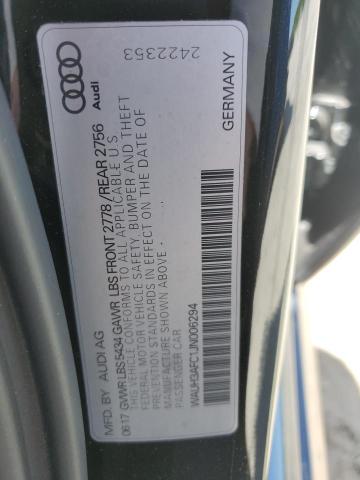 MFD. BY AUDI AG
06.17 GVWR LBS 5434 GAWR LBS FRONT 2778 / REAR 2756
THIS VEHICLE CONFORMS TO ALL APPLICABLE U S
FEDERAL MOTOR VEHICLE SAFETY, BUMPER AND THEFT
PREVENTION STANDARDS IN EFFECT ON THE DATE OF
MANUFACTURE SHOWN ABOVE.
PASSENGER CAR
WAUH3AFC1JN006294
Audi
2422353
GERMANY